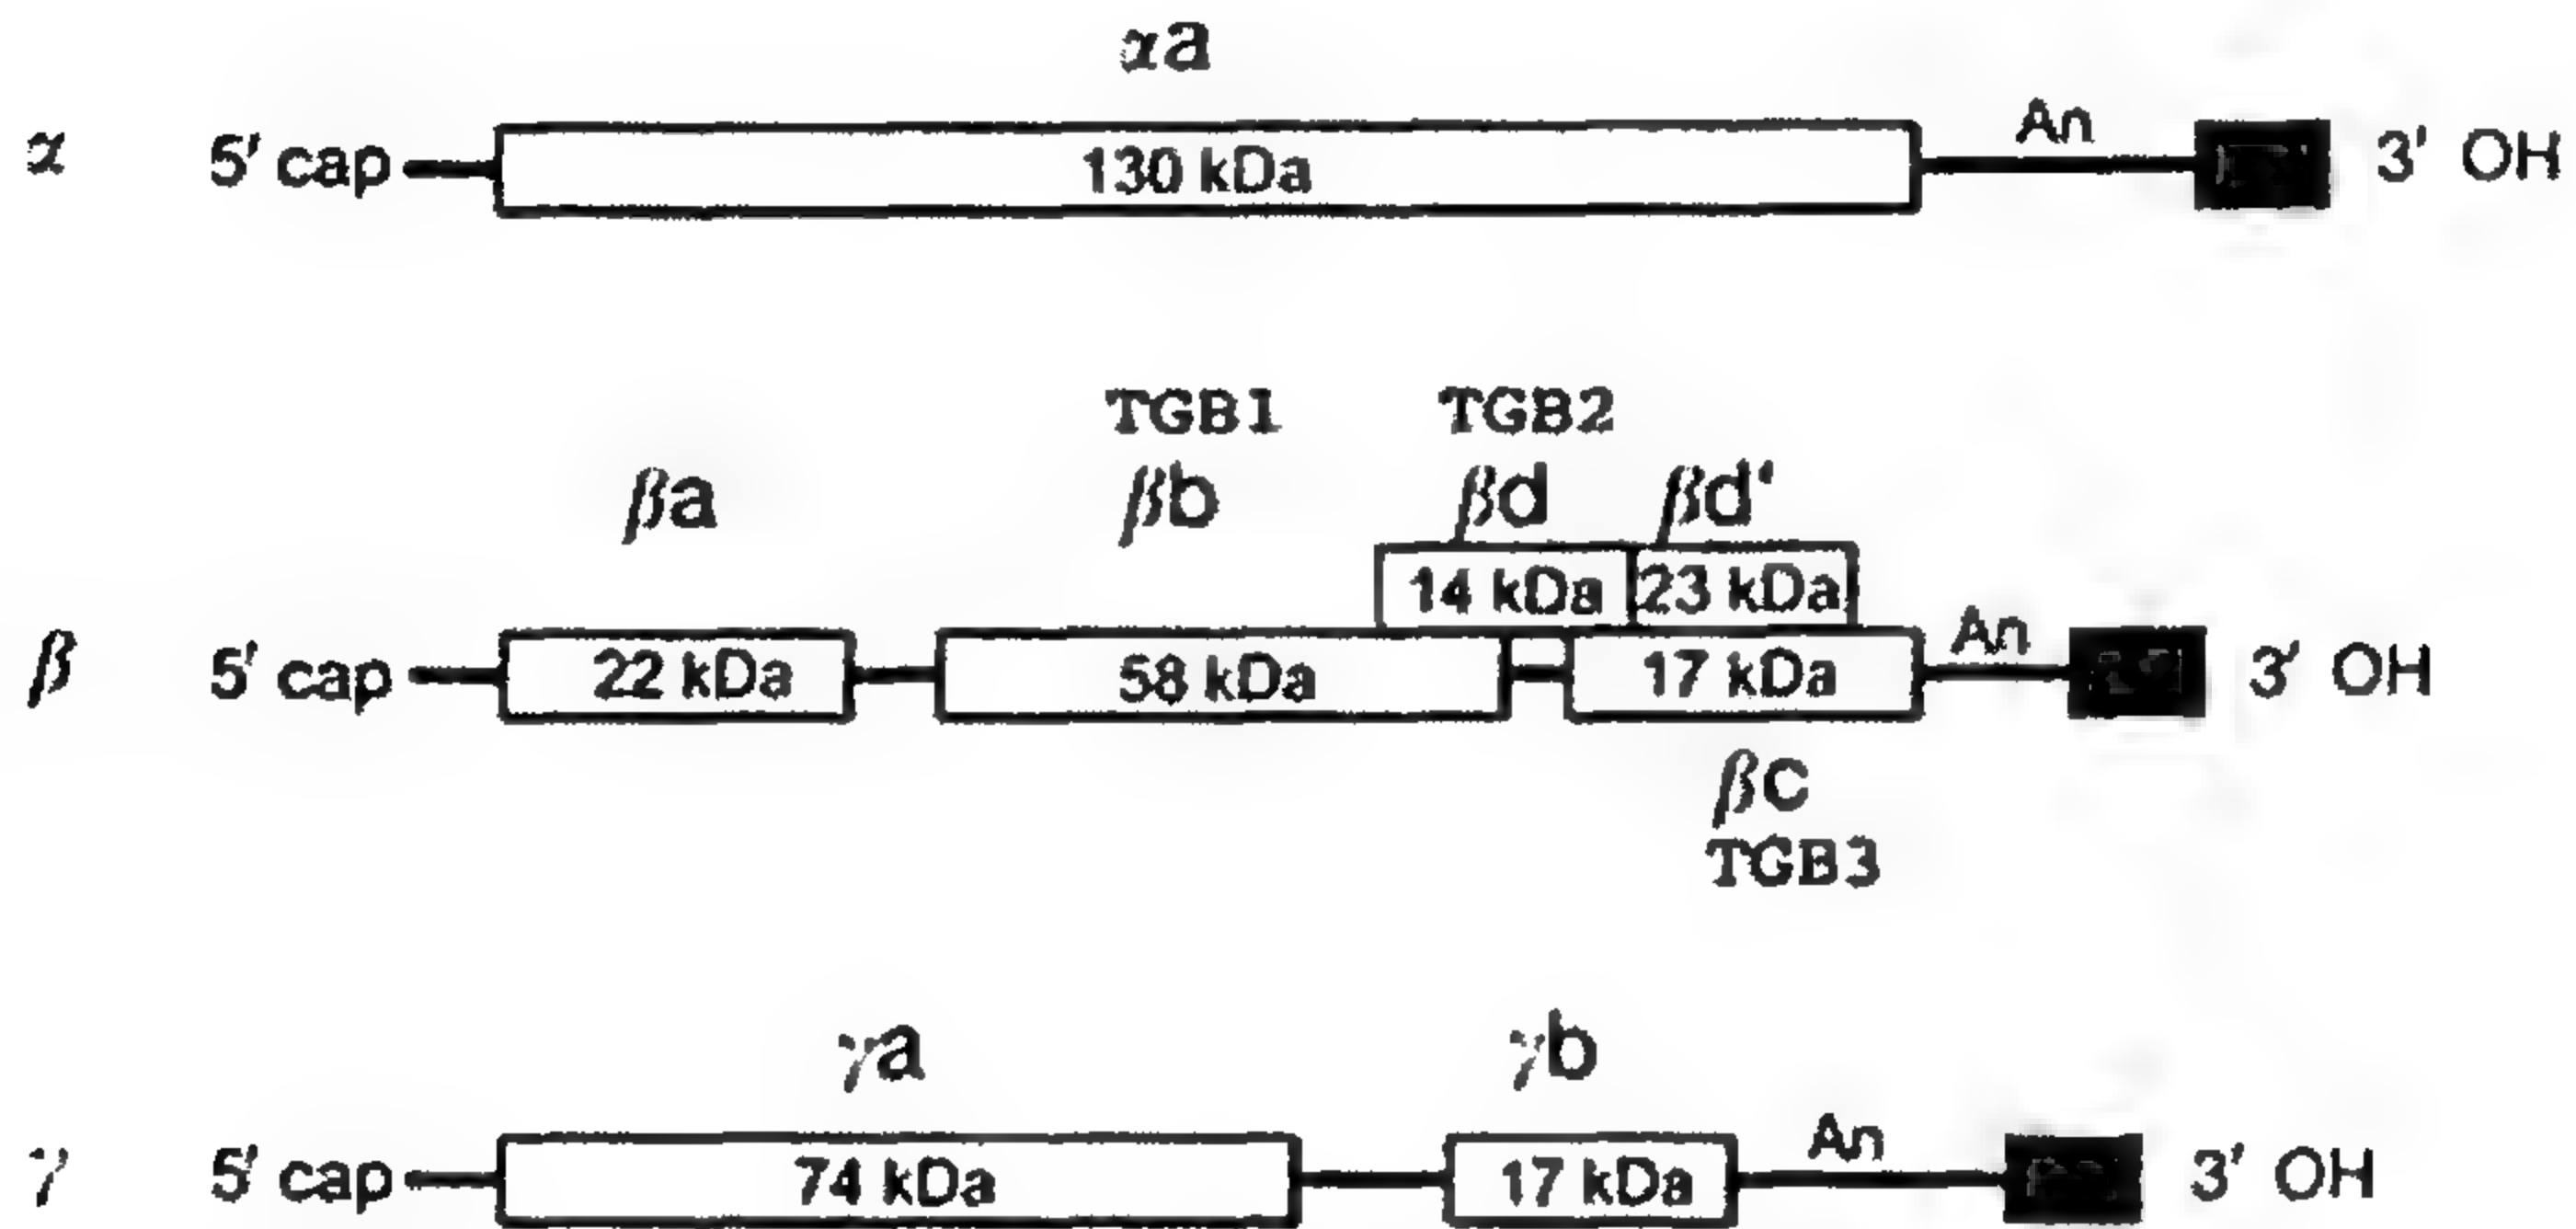 αa
α 5' cap 130 kDa An 3' OH
TGB1 TGB2
βa βb βd βd'
14 kDa 23 kDa
β 5' cap 22 kDa 58 kDa 17 kDa An 3' OH
βc
TGB3
γa γb
γ 5' cap 74 kDa 17 kDa An 3' OH